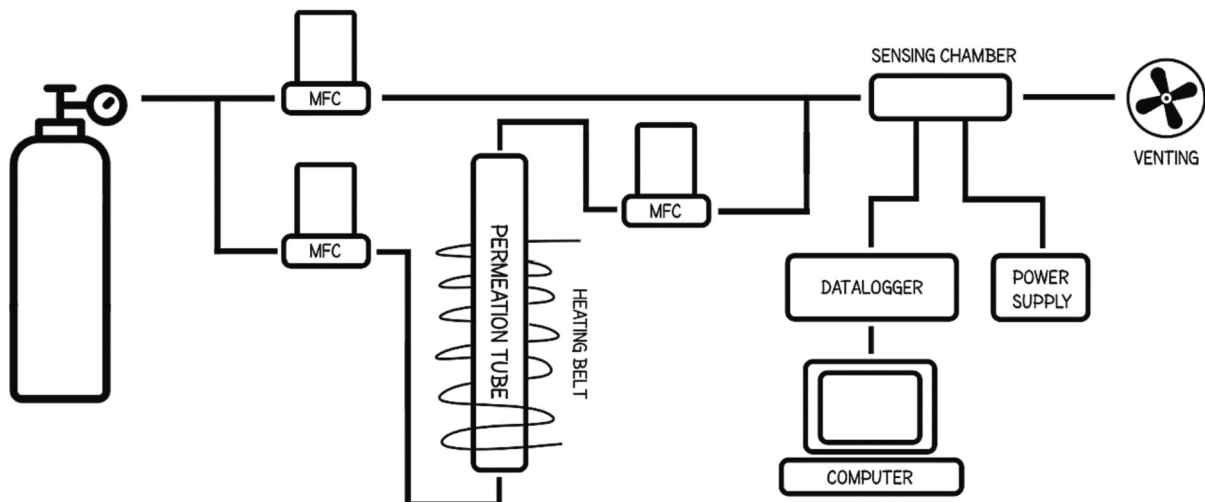 SENSING CHAMBER
MFC
VENTING
MFC
MFC
PERMEATION TUBE
HEATING BELT
DATALOGGER
POWER
SUPPLY
COMPUTER